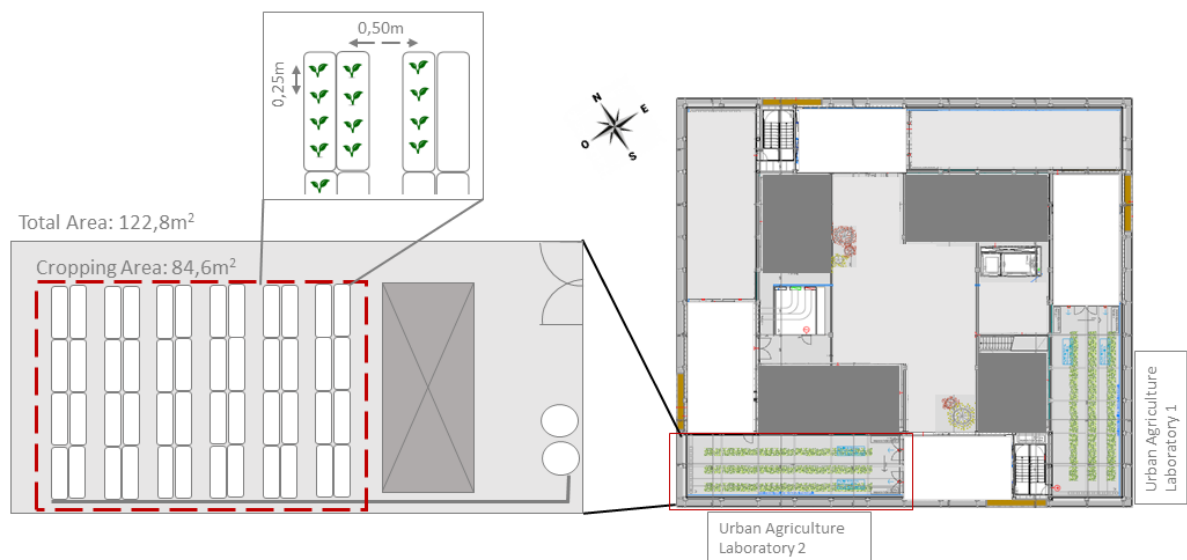 0,50m
0,25m
Total Area: 122,8m²
Cropping Area: 84,6m²
N
E
O
S
Urban Agriculture
Laboratory 1
Urban Agriculture
Laboratory 2